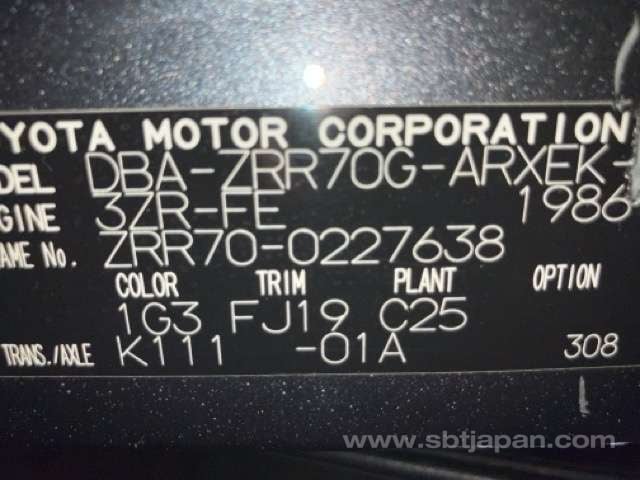 OYOTA MOTOR CORPORATION
DEL DBA-ZRR70G-ARXEK-
GINE 3ZR-FE 1986
AME No. ZRR70-0227638
COLOR TRIM PLANT OPTION
1G3 FJ19 C25
TRANS./AXLE K111 -01A 308
www.sbtjapan.com